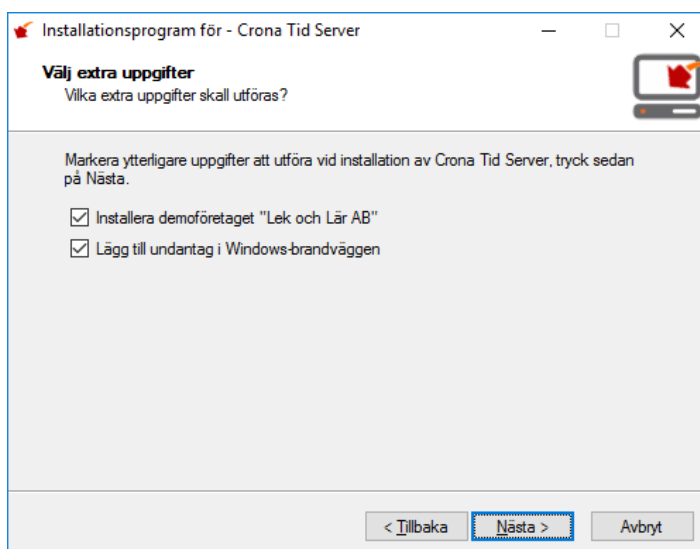 Installationsprogram för - Crona Tid Server
Välj extra uppgifter
Vilka extra uppgifter skall utföras?
Markera ytterligare uppgifter att utföra vid installation av Crona Tid Server, tryck sedan
på Nästa.
Installera demoföretaget "Lek och Lär AB"
Lägg till undantag i Windows-brandväggen
< Tillbaka
Nästa >
Avbryt